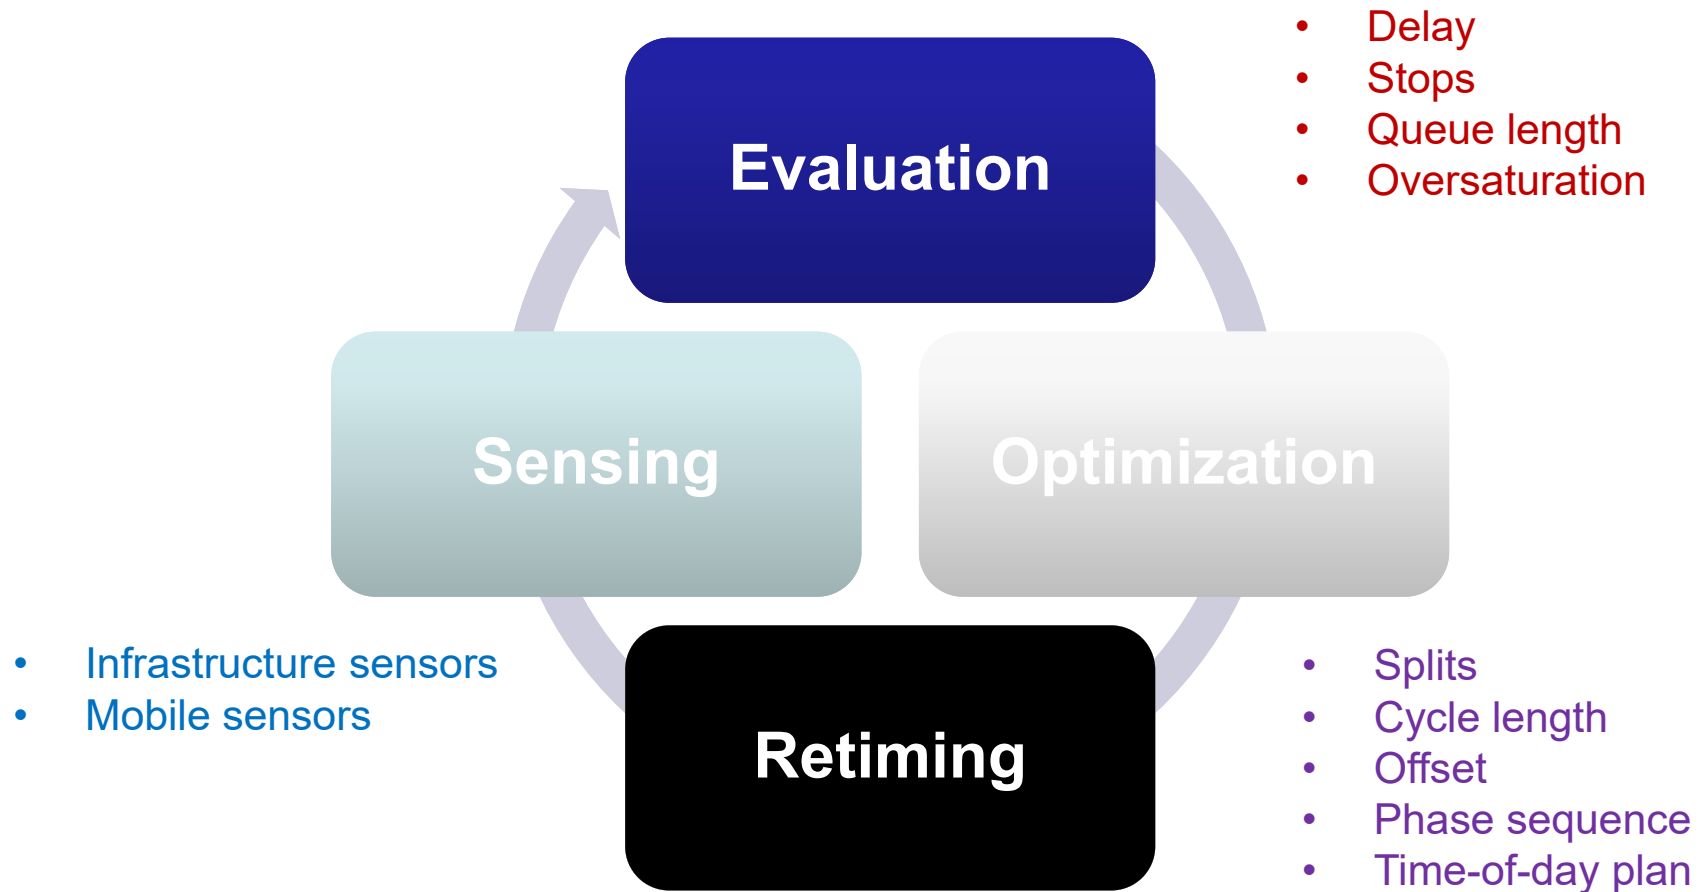 • Delay
• Stops
• Queue length
• Oversaturation
Evaluation
Sensing
Optimization
• Infrastructure sensors
• Mobile sensors
Retiming
• Splits
• Cycle length
• Offset
• Phase sequence
• Time-of-day plan